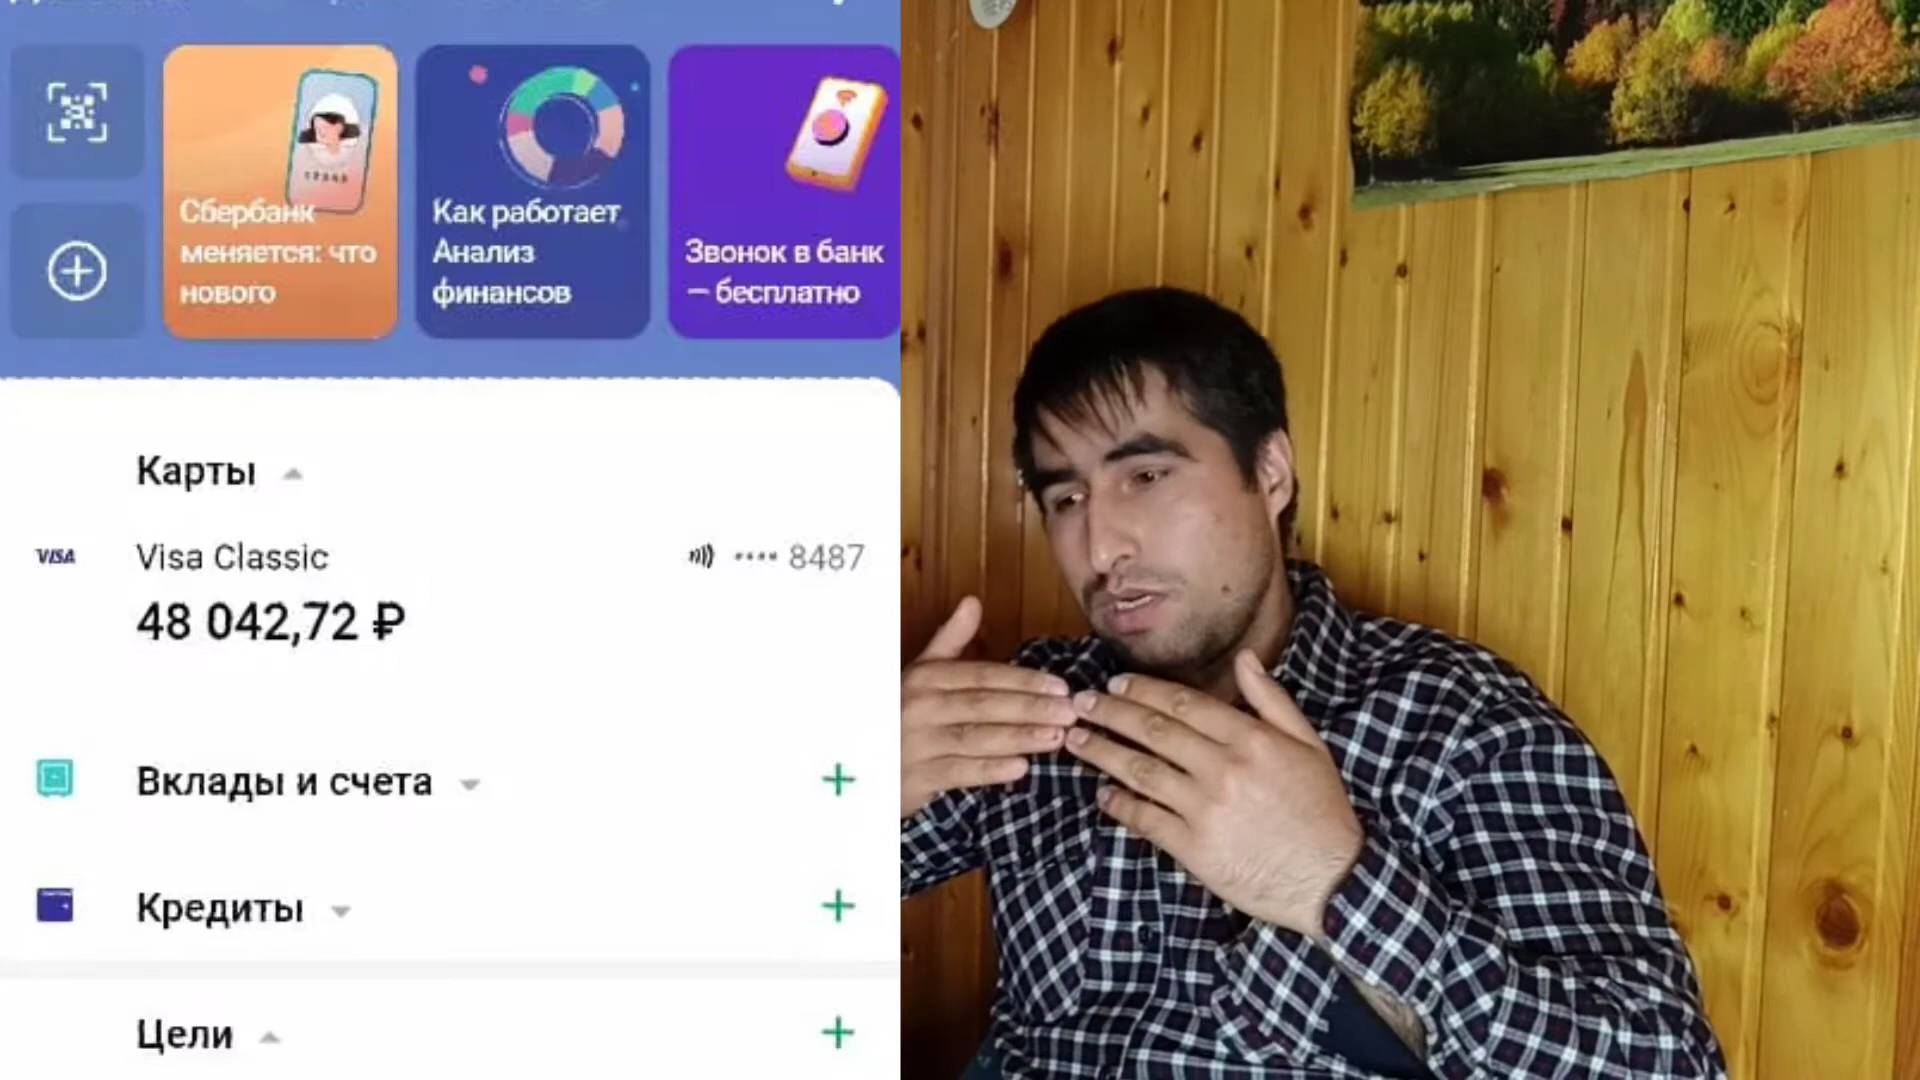 Сбербанк
меняется: что
нового
Как работает
Анализ
финансов
Звонок в банк
— бесплатно
Карты
VISA
Visa Classic
•••• 8487
48 042,72 ₽
Вклады и счета
Кредиты
Цели